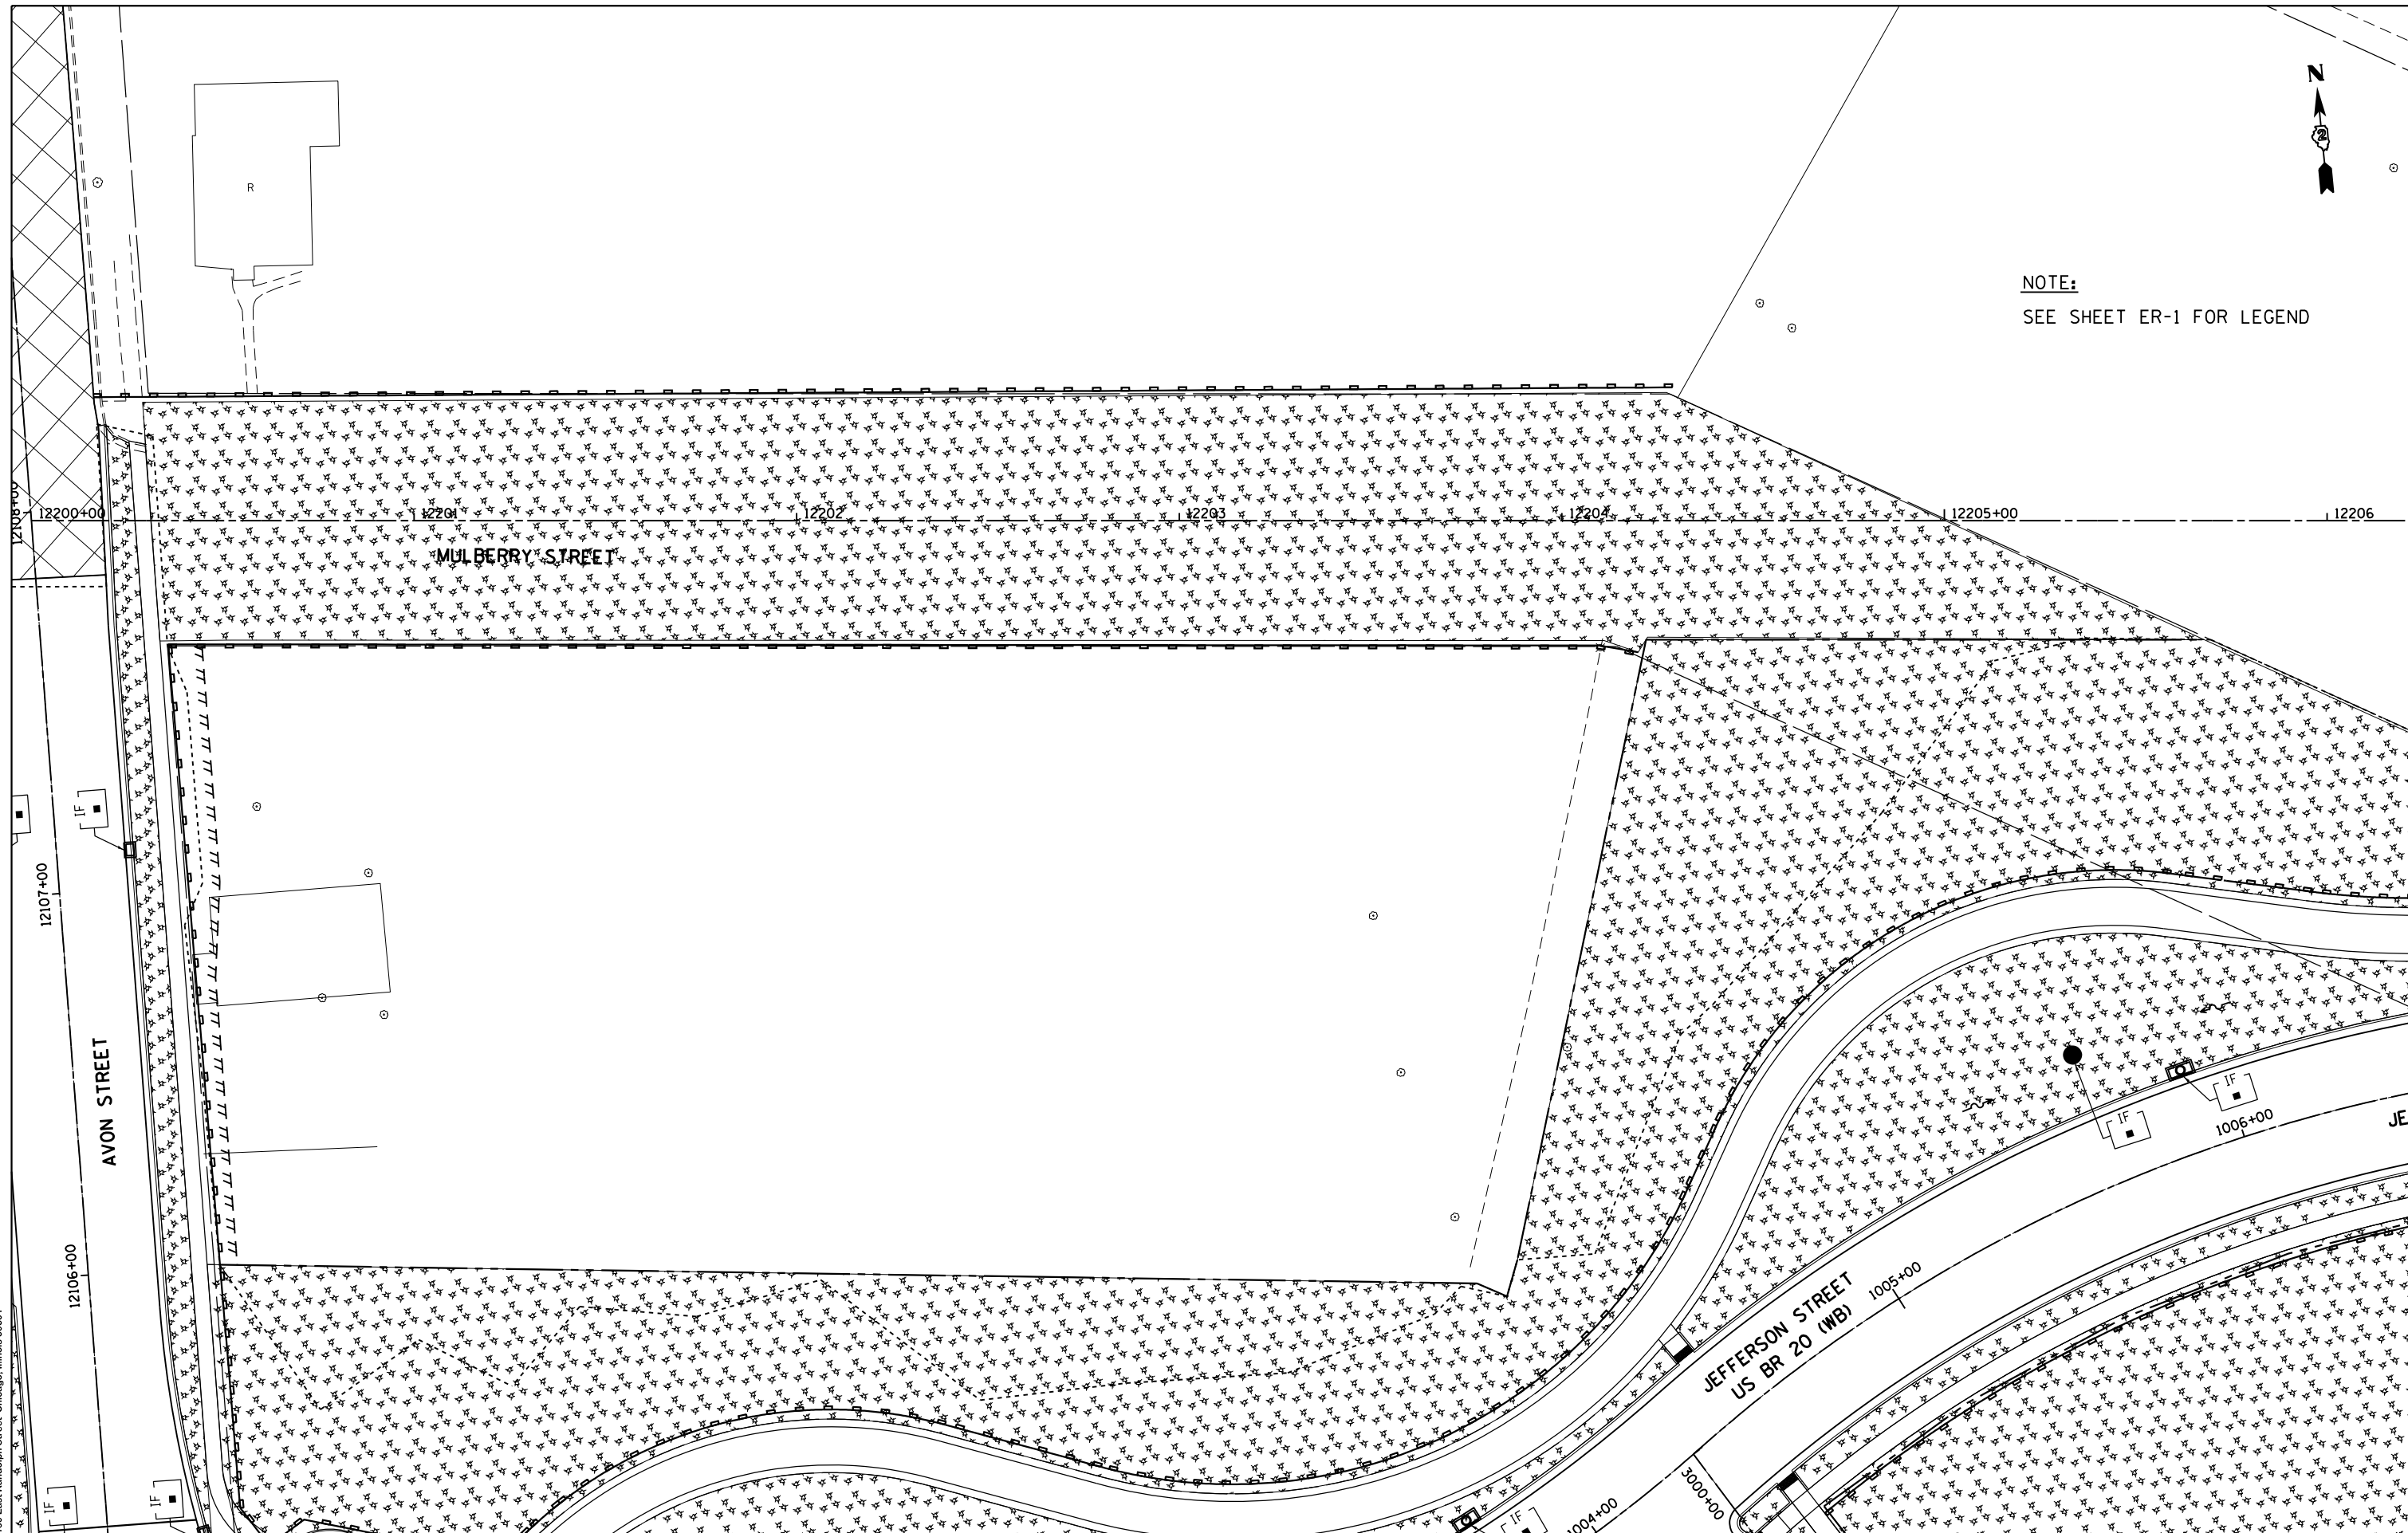 N
2
R
NOTE:
SEE SHEET ER-1 FOR LEGEND
12108+00
12200+00
12201
12202
12203
12204
12205+00
12206
MULBERRY STREET
IF
12107+00
AVON STREET
12106+00
IF
IF
1006+00
JE
JEFFERSON STREET
US BR 20 (WB)
1005+00
IF
IF
IF
1004+00
3000+00